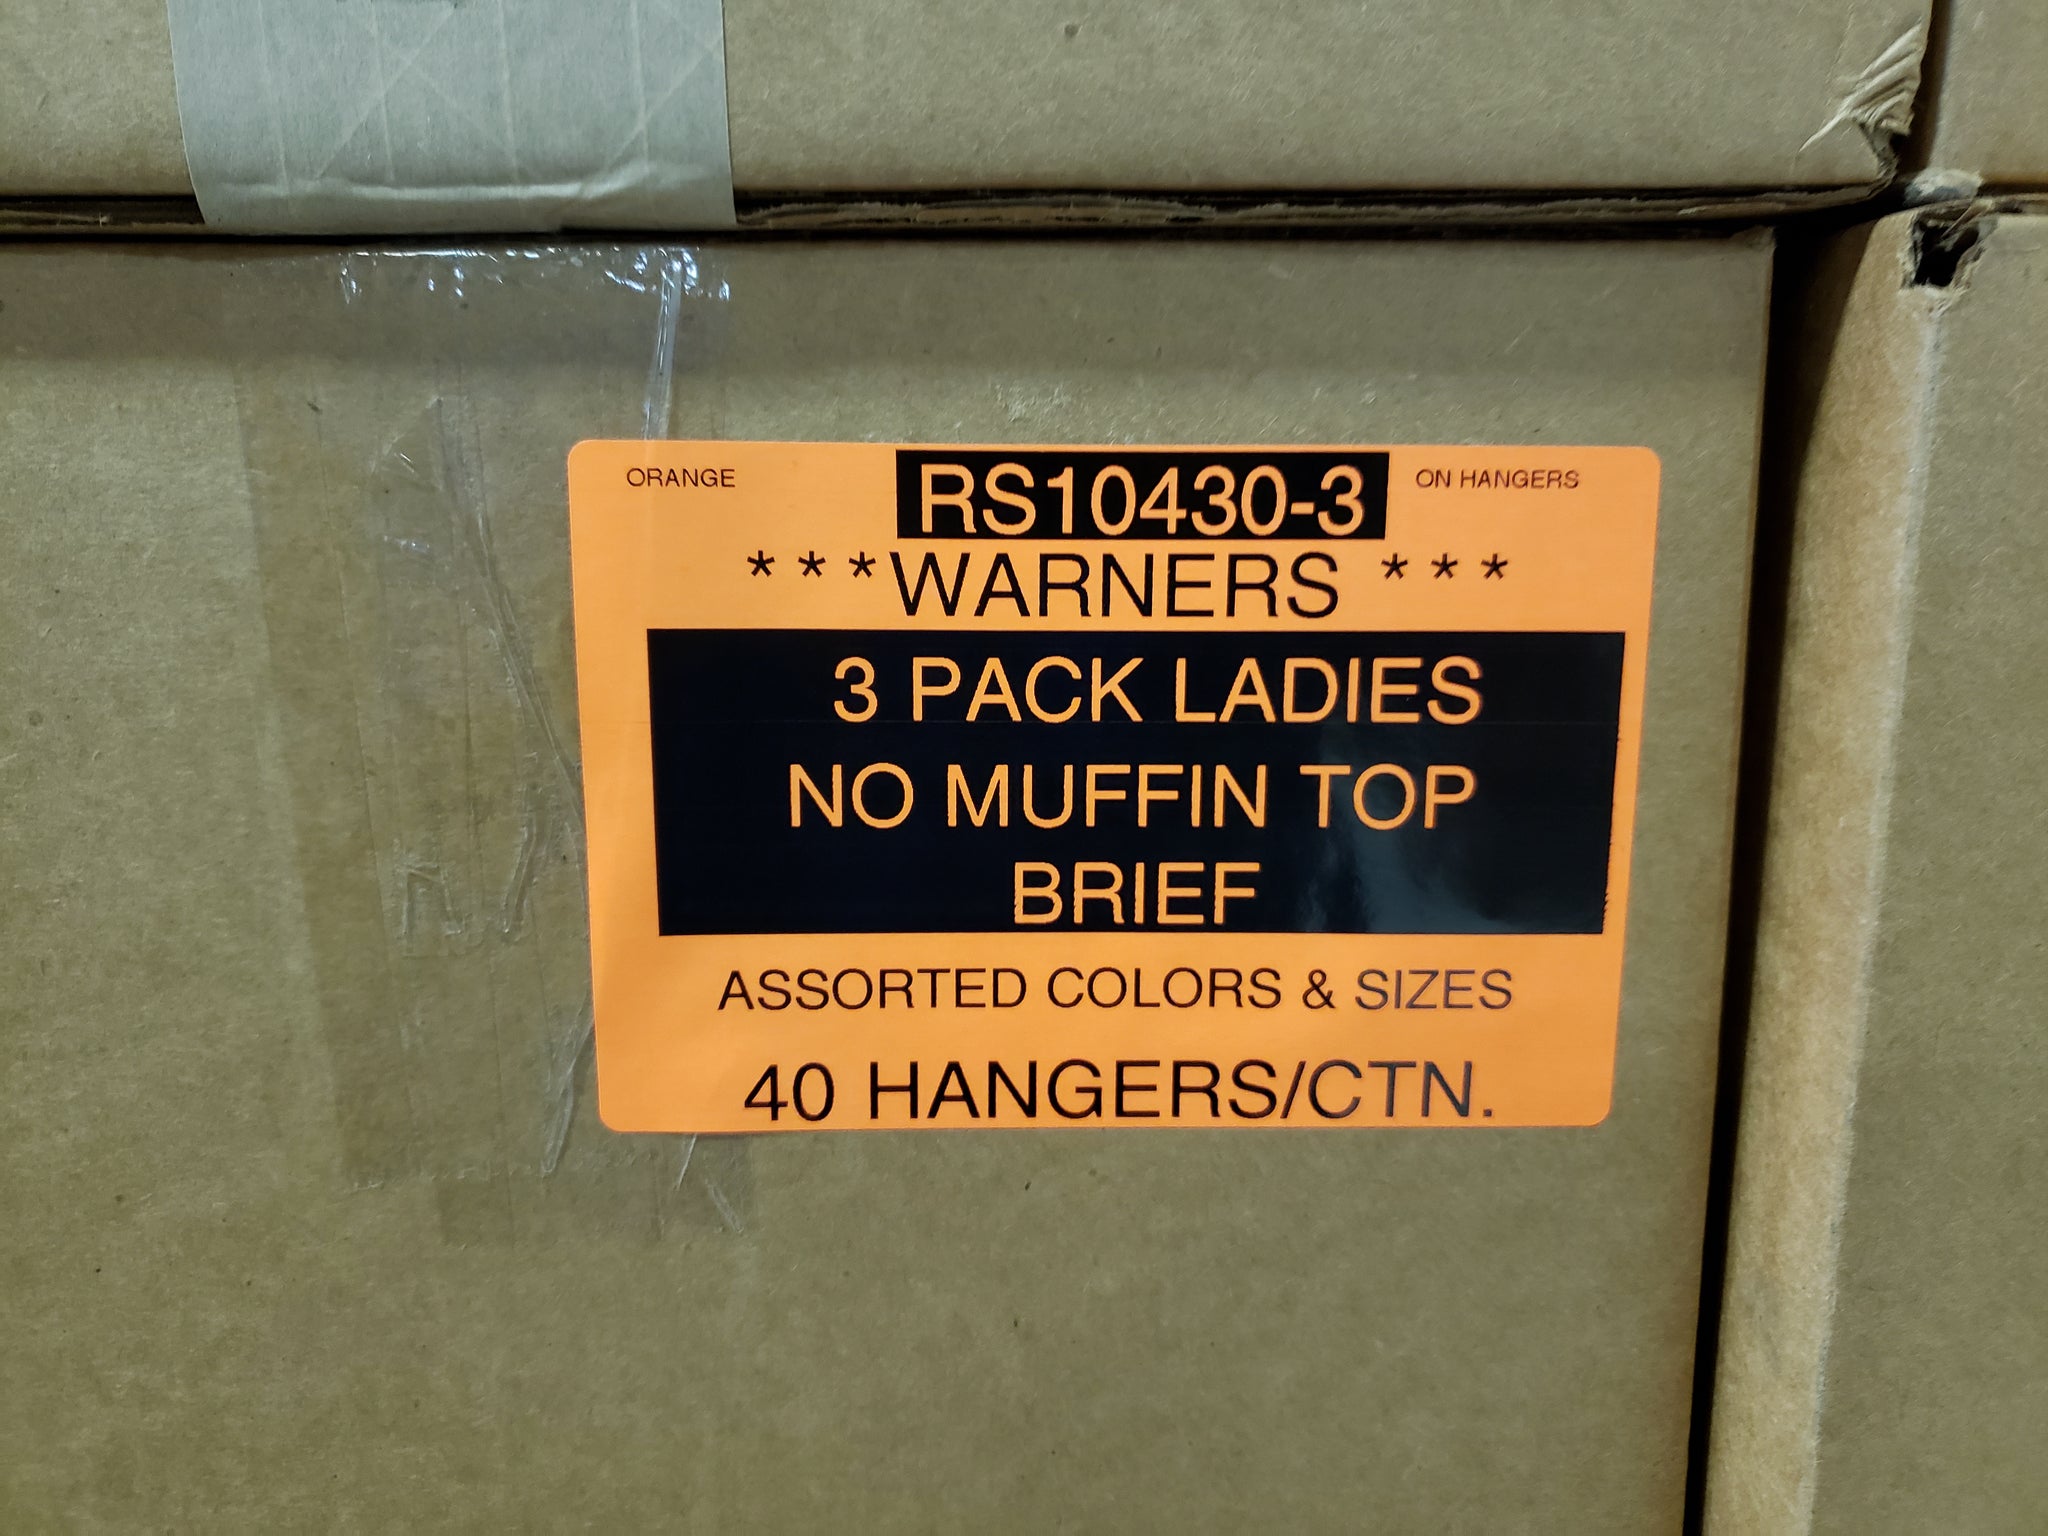 ORANGE RS10430-3 ON HANGERS
***WARNERS ***
3 PACK LADIES
NO MUFFIN TOP
BRIEF
ASSORTED COLORS & SIZES
40 HANGERS/CTN.